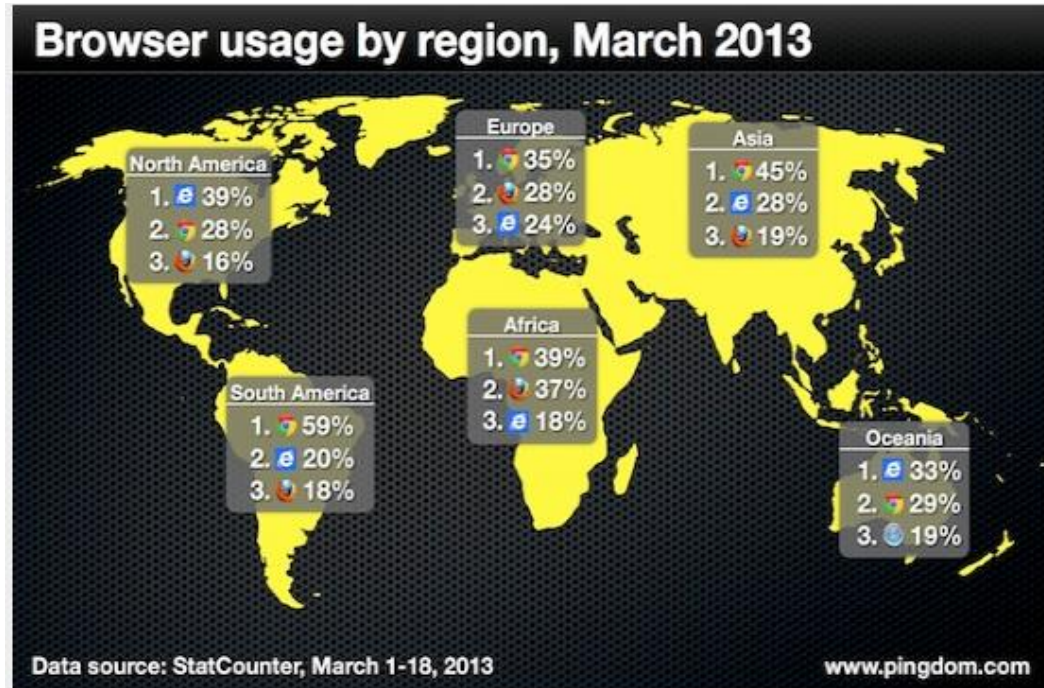 Browser usage by region, March 2013
North America
1. 39%
2. 28%
3. 16%
Europe
1. 35%
2. 28%
3. 24%
Asia
1. 45%
2. 28%
3. 19%
Africa
1. 39%
2. 37%
3. 18%
South America
1. 59%
2. 20%
3. 18%
Oceania
1. 33%
2. 29%
3. 19%
Data source: StatCounter, March 1-18, 2013
www.pingdom.com